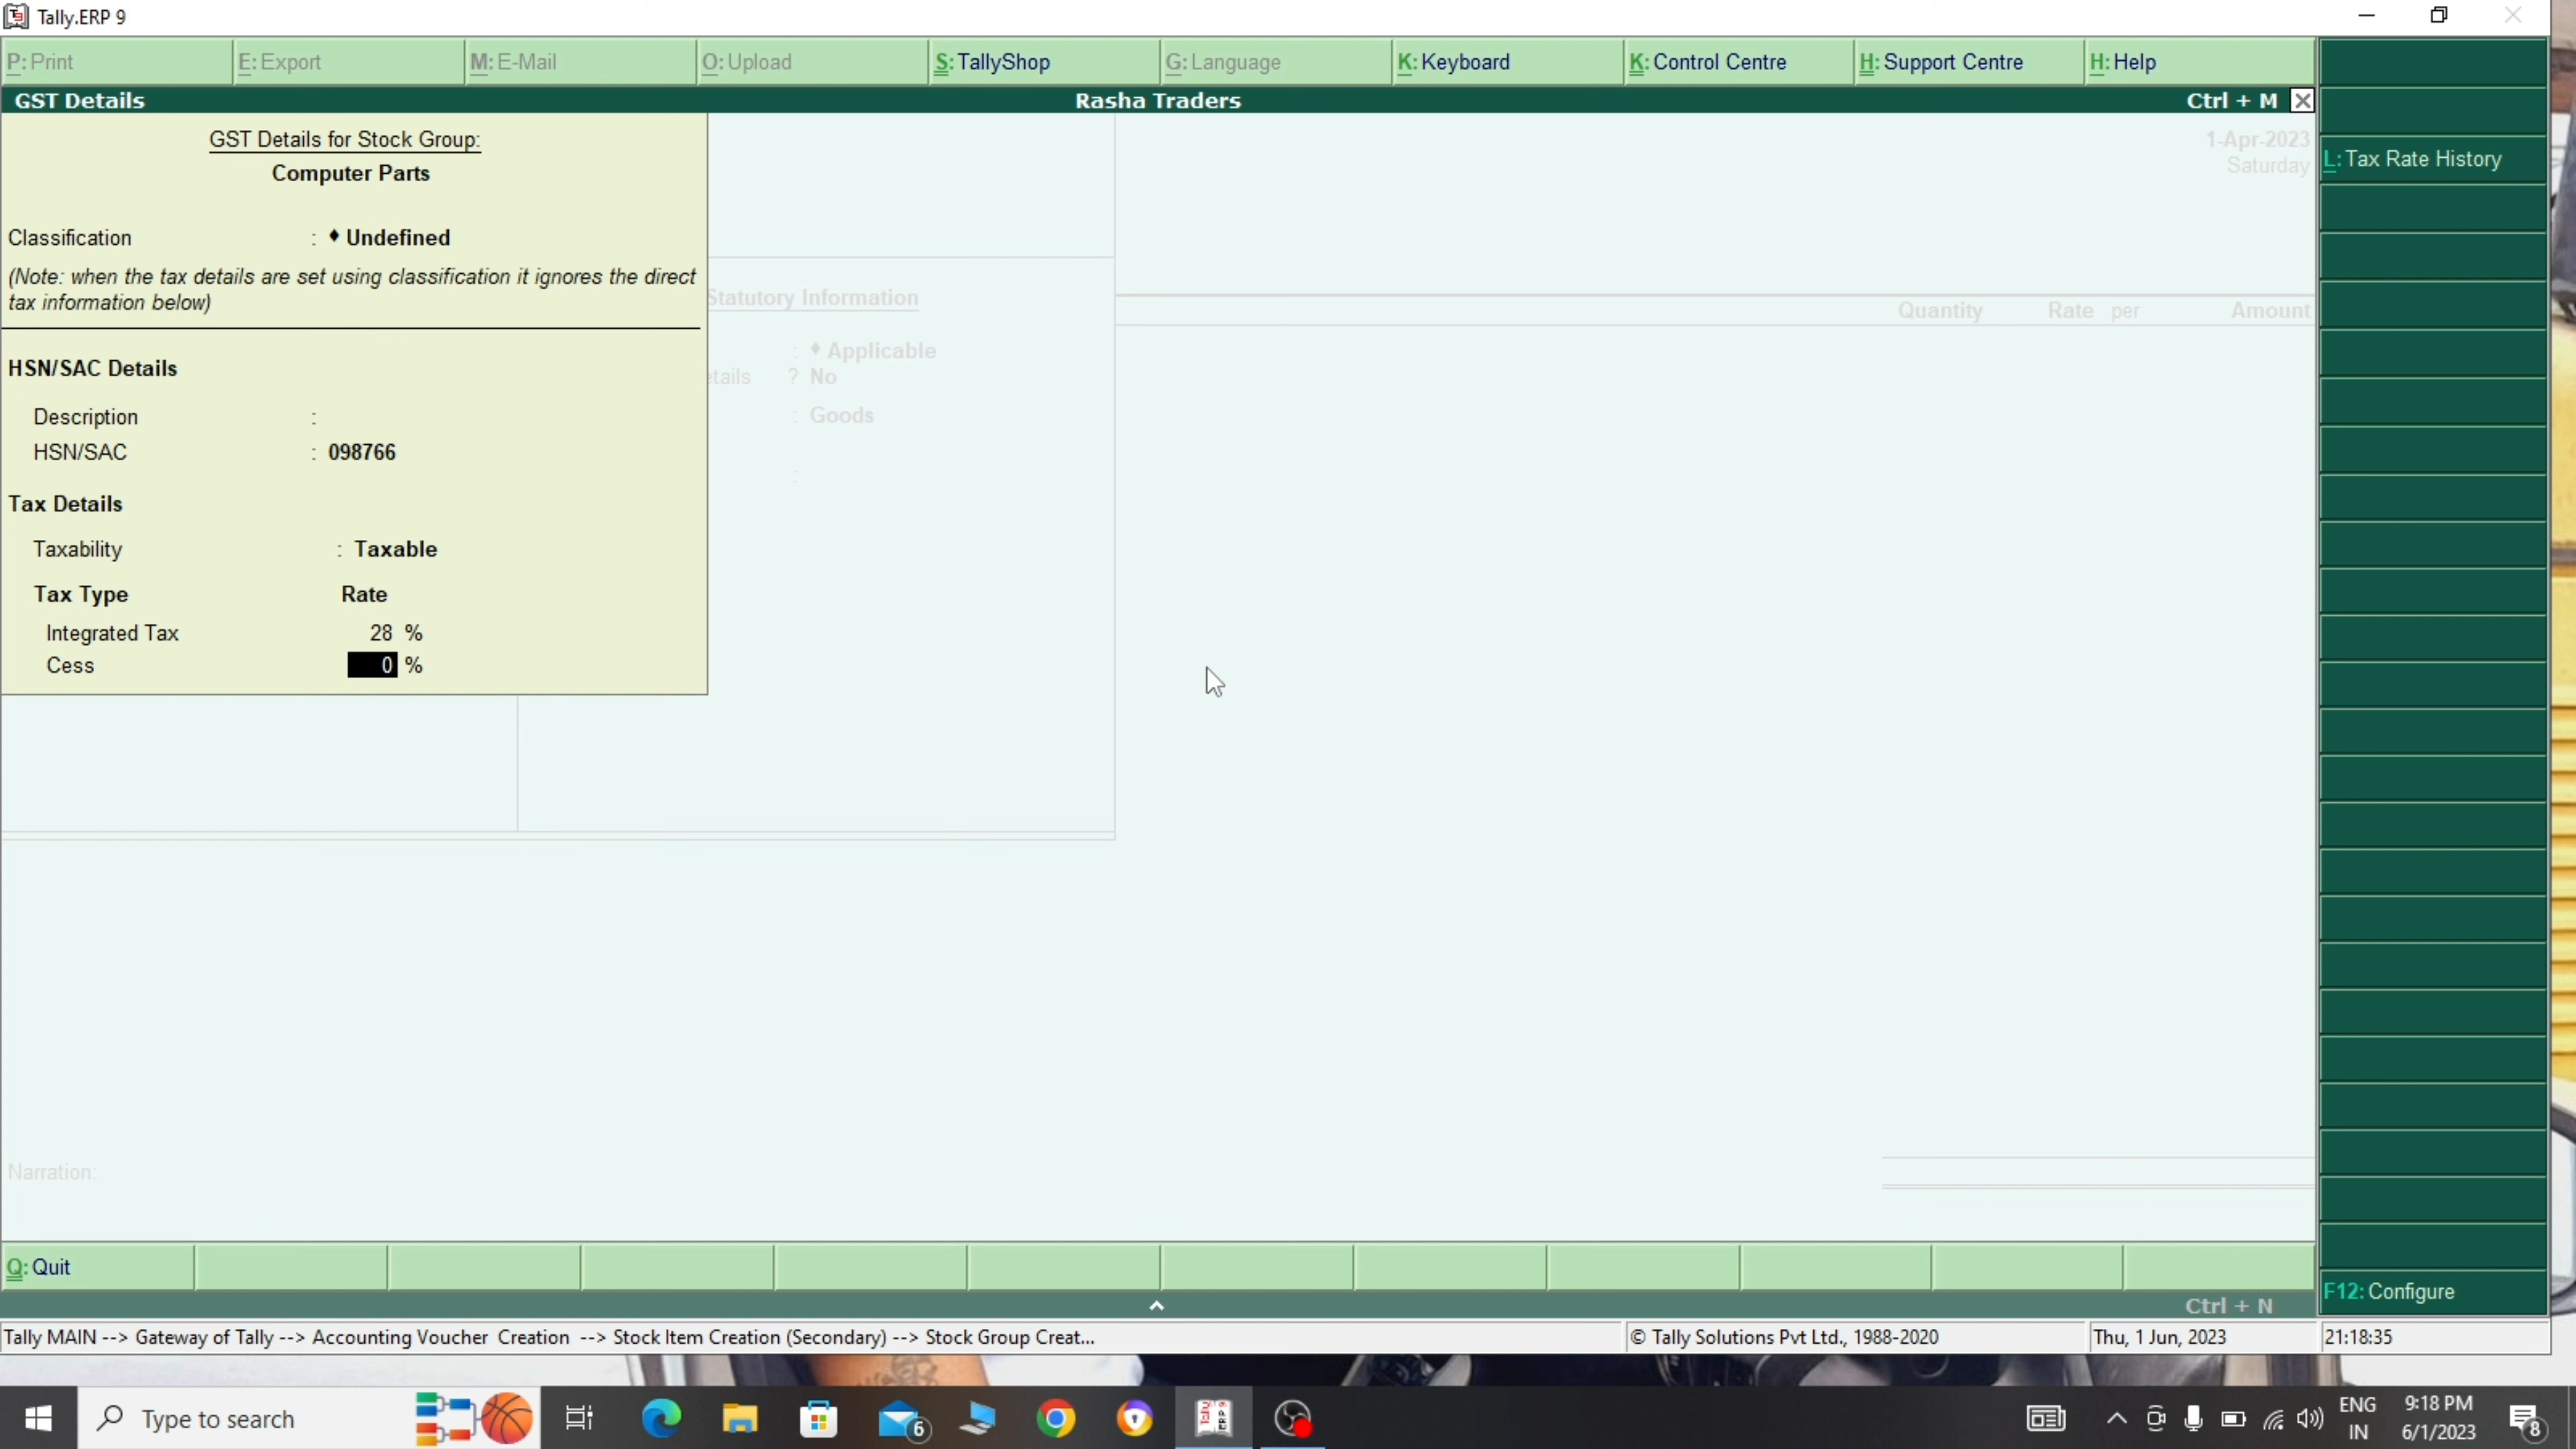 Tally.ERP 9
P: Print
E: Export
M: E-Mail
O: Upload
S: TallyShop
G: Language
K: Keyboard
K: Control Centre
H: Support Centre
H: Help
GST Details
Rasha Traders
Ctrl + M
GST Details for Stock Group:
Computer Parts
1-Apr-2023
Saturday
L: Tax Rate History
Classification : ♦ Undefined
(Note: when the tax details are set using classification it ignores the direct
tax information below)
Statutory Information
Quantity Rate per Amount
: ♦ Applicable
etails ? No
: Goods
:
HSN/SAC Details
Description :
HSN/SAC : 098766
Tax Details
Taxability : Taxable
Tax Type Rate
Integrated Tax 28 %
Cess 0 %
Narration:
Q: Quit
F12: Configure
Ctrl + N
Tally MAIN --> Gateway of Tally --> Accounting Voucher Creation --> Stock Item Creation (Secondary) --> Stock Group Creat...
© Tally Solutions Pvt Ltd., 1988-2020
Thu, 1 Jun, 2023
21:18:35
Type to search
6
Tally
ERP 9
ENG
IN
9:18 PM
6/1/2023
8